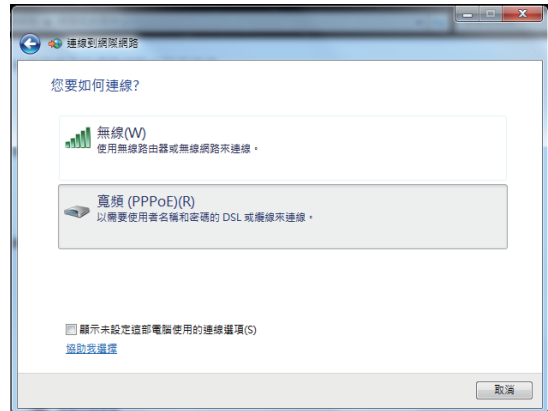 連線到網際網路
您要如何連線?
無線(W)
使用無線路由器或無線網路來連線。
寬頻 (PPPoE)(R)
以需要使用者名稱和密碼的 DSL 或纜線來連線。
顯示未設定這部電腦使用的連線選項(S)
協助我選擇
取消